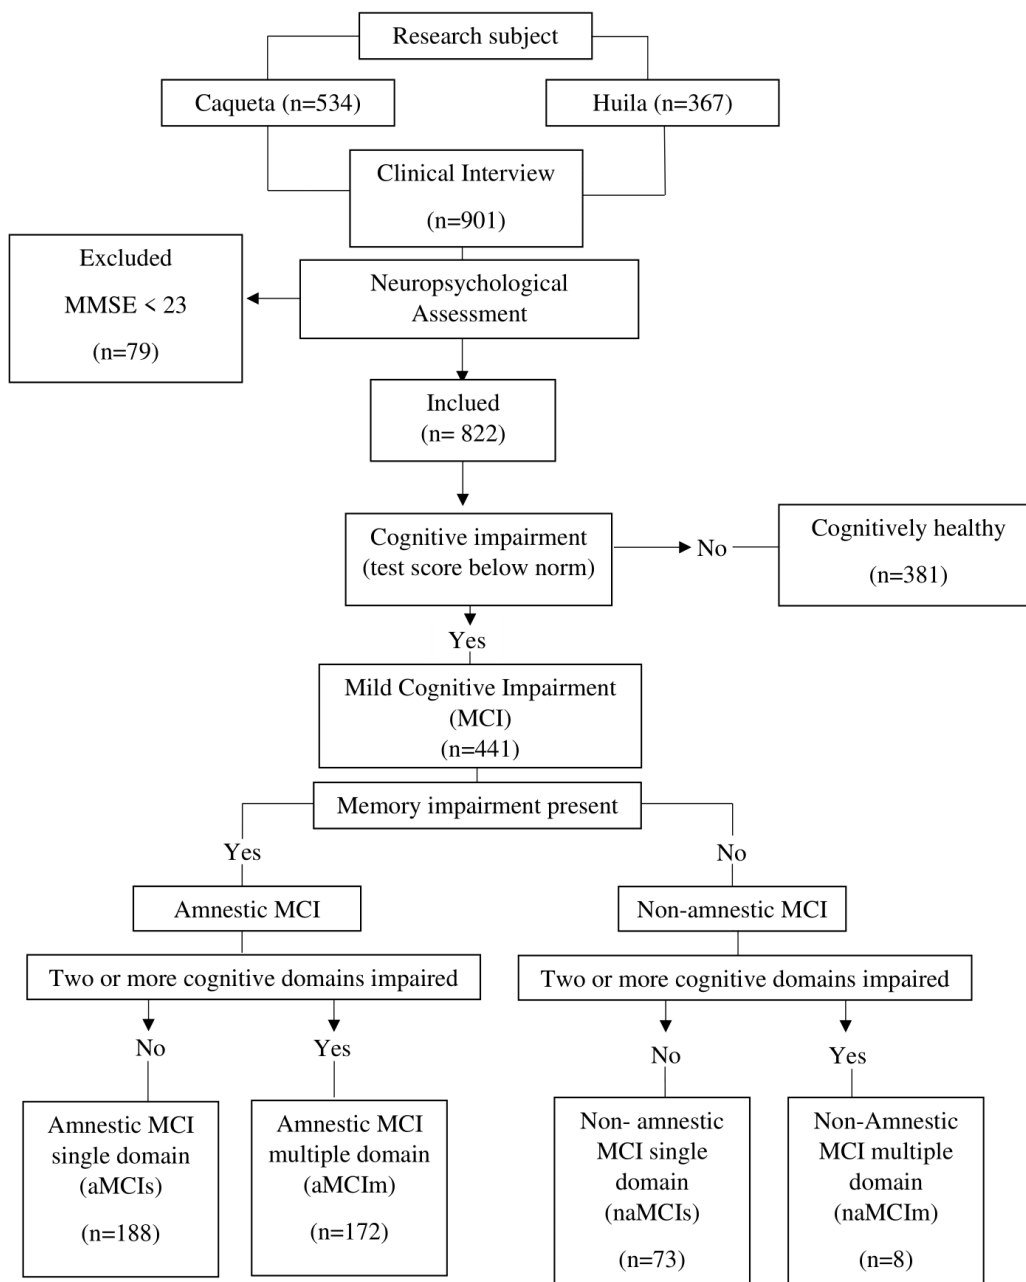 Research subject
Caqueta (n=534)
Huila (n=367)
Clinical Interview
(n=901)
Excluded
MMSE < 23
(n=79)
Neuropsychological
Assessment
Inclued
(n= 822)
Cognitive impairment
(test score below norm)
No
Cognitively healthy
(n=381)
Yes
Mild Cognitive Impairment
(MCI)
(n=441)
Memory impairment present
Yes
No
Amnestic MCI
Non-amnestic MCI
Two or more cognitive domains impaired
Two or more cognitive domains impaired
No
Yes
No
Yes
Amnestic MCI
single domain
(aMCIs)
(n=188)
Amnestic MCI
multiple domain
(aMCIm)
(n=172)
Non- amnestic
MCI single
domain
(naMCIs)
(n=73)
Non-Amnestic
MCI multiple
domain
(naMCIm)
(n=8)